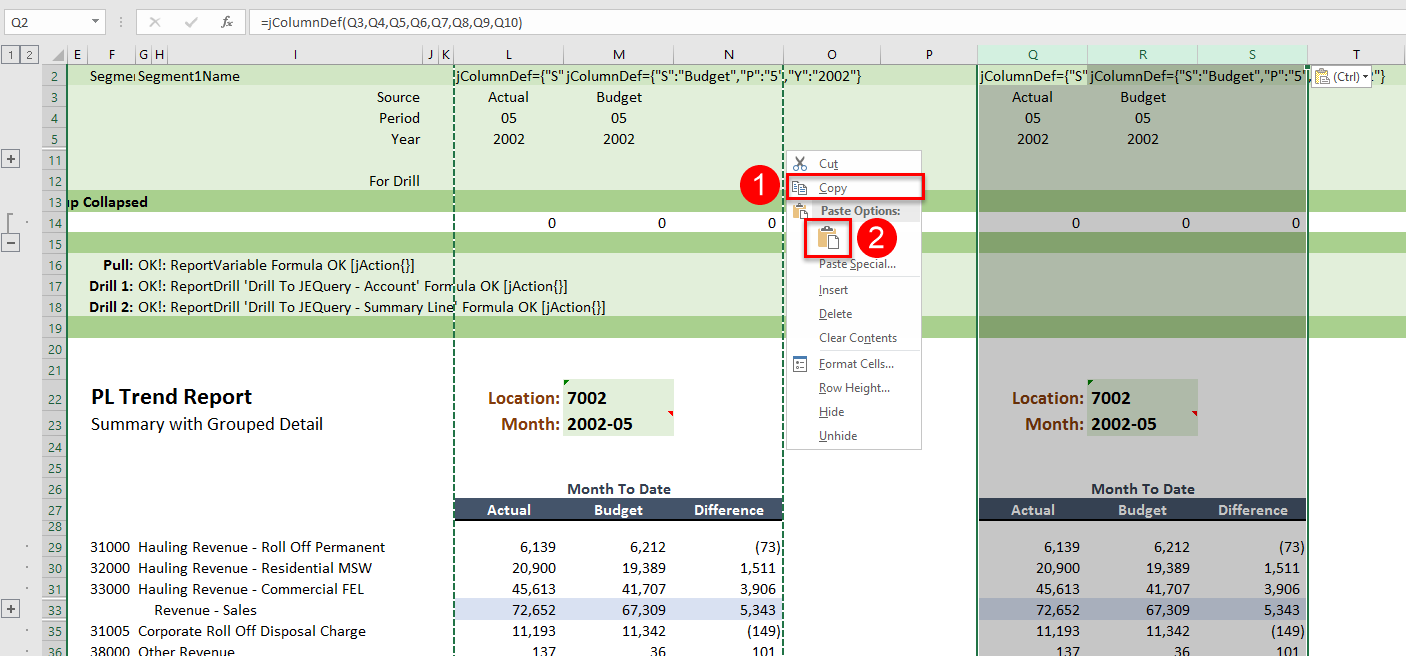 Q2 fx =jColumnDef(Q3,Q4,Q5,Q6,Q7,Q8,Q9,Q10)
1 2 E F G H I J K L M N O P Q R S T
2 Segmen Segment1Name jColumnDef={"S" jColumnDef={"S":"Budget","P":"5","Y":"2002"} jColumnDef={"S" jColumnDef={"S":"Budget","P":"5", 2"}
(Ctrl)
3 Source Actual Budget Actual Budget
4 Period 05 05 05 05
5 Year 2002 2002 2002 2002
11
12 For Drill
13 up Collapsed
14 0 0 0 0 0 0
15
16 Pull: OK!: ReportVariable Formula OK [jAction{}]
17 Drill 1: OK!: ReportDrill 'Drill To JEQuery - Account' Formula OK [jAction{}]
18 Drill 2: OK!: ReportDrill 'Drill To JEQuery - Summary Line' Formula OK [jAction{}]
19
20
21
22 PL Trend Report Location: 7002 Location: 7002
23 Summary with Grouped Detail Month: 2002-05 Month: 2002-05
24
25
26 Month To Date Month To Date
27 Actual Budget Difference Actual Budget Difference
28
29 31000 Hauling Revenue - Roll Off Permanent 6,139 6,212 (73) 6,139 6,212 (73)
30 32000 Hauling Revenue - Residential MSW 20,900 19,389 1,511 20,900 19,389 1,511
31 33000 Hauling Revenue - Commercial FEL 45,613 41,707 3,906 45,613 41,707 3,906
33 Revenue - Sales 72,652 67,309 5,343 72,652 67,309 5,343
35 31005 Corporate Roll Off Disposal Charge 11,193 11,342 (149) 11,193 11,342 (149)
36 38000 Other Revenue 137 36 101 137 36 101
Cut
1 Copy
Paste Options:
2
Paste Special...
Insert
Delete
Clear Contents
Format Cells...
Row Height...
Hide
Unhide